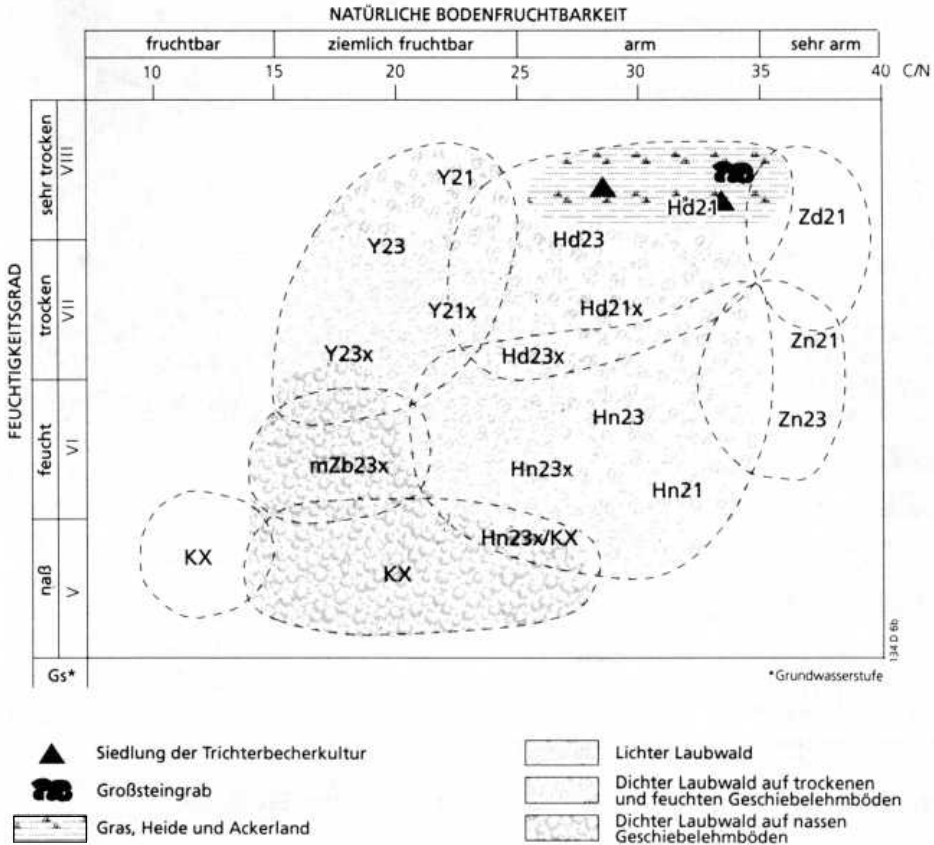 NATÜRLICHE BODENFRUCHTBARKEIT
fruchtbar ziemlich fruchtbar arm sehr arm
10 15 20 25 30 35 40 C/N
FEUCHTIGKEITSGRAD
sehr trocken
VIII
trocken
VII
feucht
VI
naß
V
Y21
Hd21
Zd21
Y23
Hd23
Y21x
Hd21x
Y23x
Hd23x
Zn21
Hn23
Zn23
mZb23x
Hn23x
Hn21
Hn23x/KX
KX
KX
134 D 6b
Gs*
*Grundwasserstufe
Siedlung der Trichterbecherkultur
Großsteingrab
Gras, Heide und Ackerland
Lichter Laubwald
Dichter Laubwald auf trockenen
und feuchten Geschiebelehmböden
Dichter Laubwald auf nassen
Geschiebelehmböden